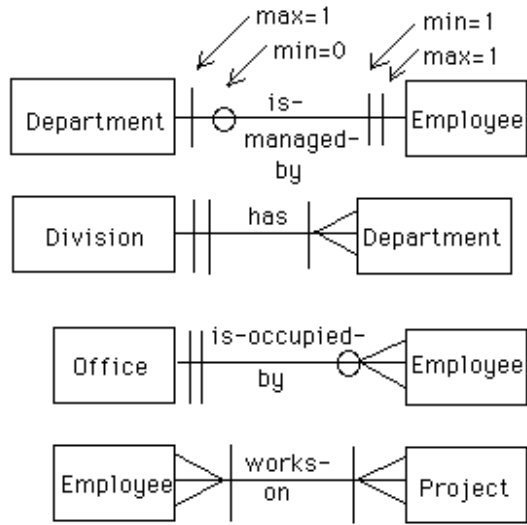 max=1
min=0
min=1
max=1
Department
is-
managed-
by
Employee
Division
has
Department
Office
is-occupied-
by
Employee
Employee
works-
on
Project